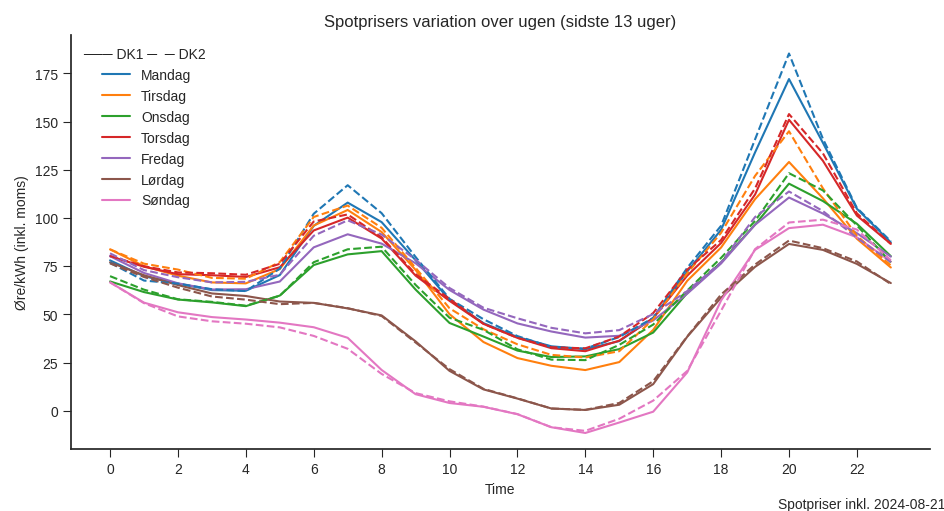 Spotprisers variation over ugen (sidste 13 uger)
DK1 DK2
Mandag
Tirsdag
Onsdag
Torsdag
Fredag
Lørdag
Søndag
Øre/kWh (inkl. moms)
175
150
125
100
75
50
25
0
0 2 4 6 8 10 12 14 16 18 20 22
Time
Spotpriser inkl. 2024-08-21